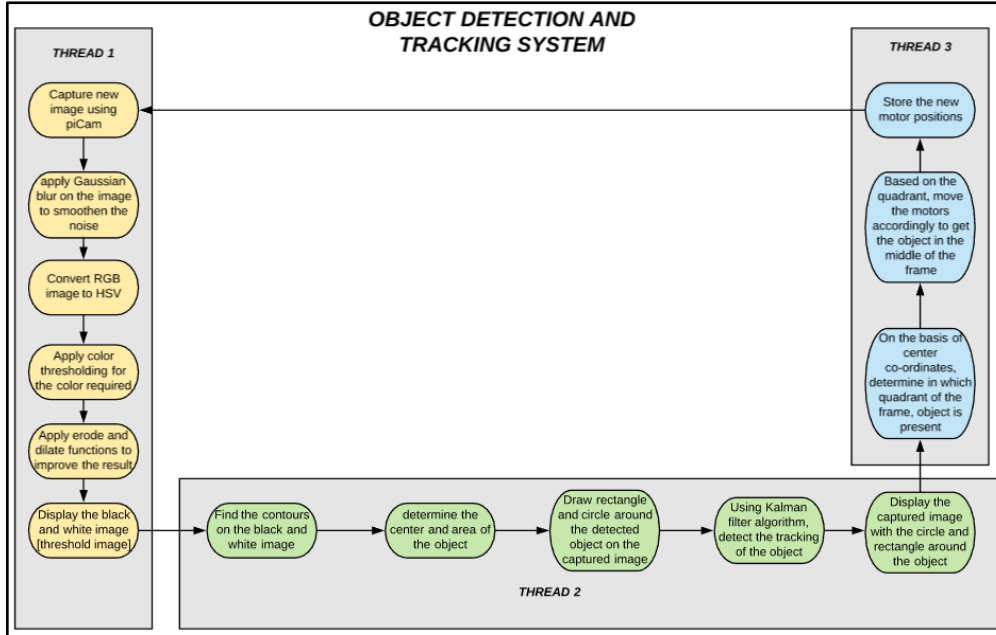 OBJECT DETECTION AND
TRACKING SYSTEM
THREAD 1
Capture new
image using
piCam
apply Gaussian
blur on the image
to smoothen the
noise
Convert RGB
image to HSV
Apply color
thresholding for
the color required
Apply erode and
dilate functions to
improve the result
Display the black
and white image
[threshold image]
Find the contours
on the black and
white image
determine the
center and area of
the object
Draw rectangle
and circle around
the detected
object on the
captured image
Using Kalman
filter algorithm,
detect the tracking
of the object
Display the
captured image
with the circle and
rectangle around
the object
THREAD 2
THREAD 3
Store the new
motor positions
Based on the
quadrant, move
the motors
accordingly to get
the object in the
middle of the
frame
On the basis of
center
co-ordinates,
determine in which
quadrant of the
frame, object is
present